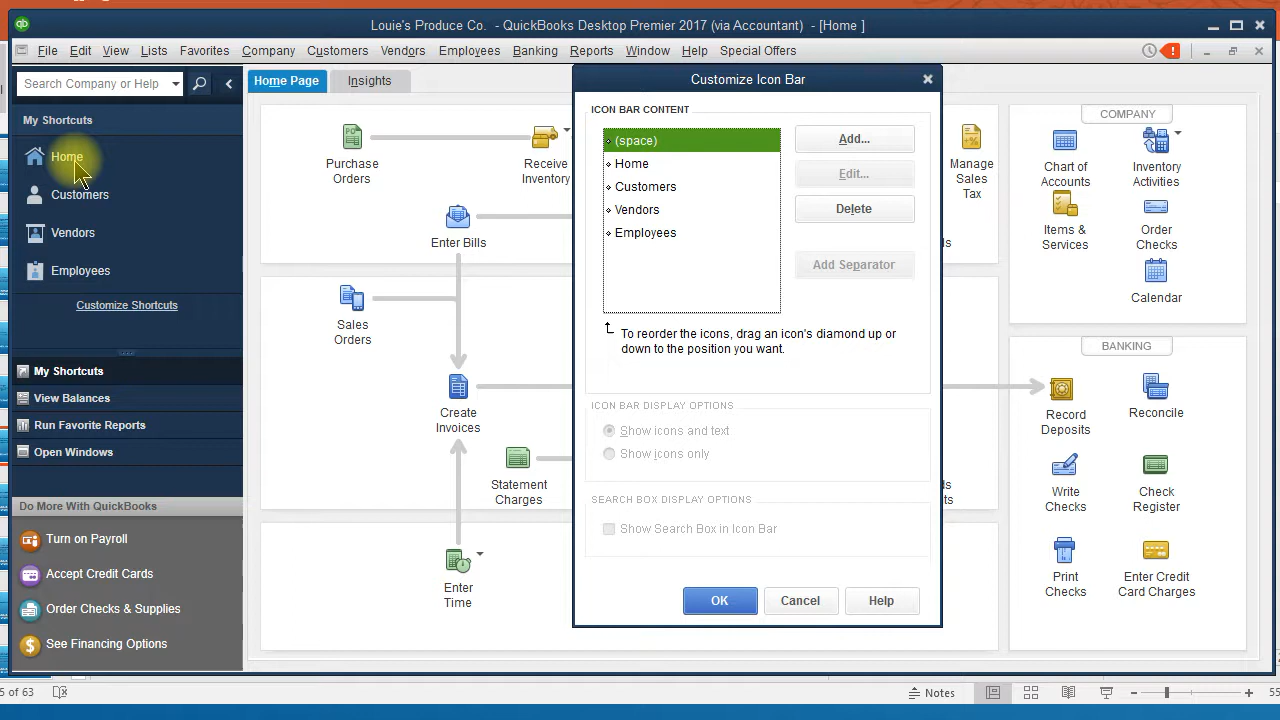 Louie's Produce Co. - QuickBooks Desktop Premier 2017 (via Accountant) - [Home ]
File Edit View Lists Favorites Company Customers Vendors Employees Banking Reports Window Help Special Offers
Search Company or Help
Home Page
Insights
My Shortcuts
Home
Customers
Vendors
Employees
Customize Shortcuts
My Shortcuts
View Balances
Run Favorite Reports
Open Windows
Do More With QuickBooks
Turn on Payroll
Accept Credit Cards
Order Checks & Supplies
See Financing Options
Purchase
Orders
Receive
Inventory
Enter Bills
Sales
Orders
Create
Invoices
Statement
Charges
Enter
Time
Customize Icon Bar
ICON BAR CONTENT
(space)
Home
Customers
Vendors
Employees
Add...
Edit...
Delete
Add Separator
To reorder the icons, drag an icon's diamond up or
down to the position you want.
ICON BAR DISPLAY OPTIONS
Show icons and text
Show icons only
SEARCH BOX DISPLAY OPTIONS
Show Search Box in Icon Bar
OK
Cancel
Help
Manage
Sales
Tax
COMPANY
Chart of
Accounts
Inventory
Activities
Items &
Services
Order
Checks
Calendar
BANKING
Record
Deposits
Reconcile
Write
Checks
Check
Register
Print
Checks
Enter Credit
Card Charges
5 of 63
Notes
55